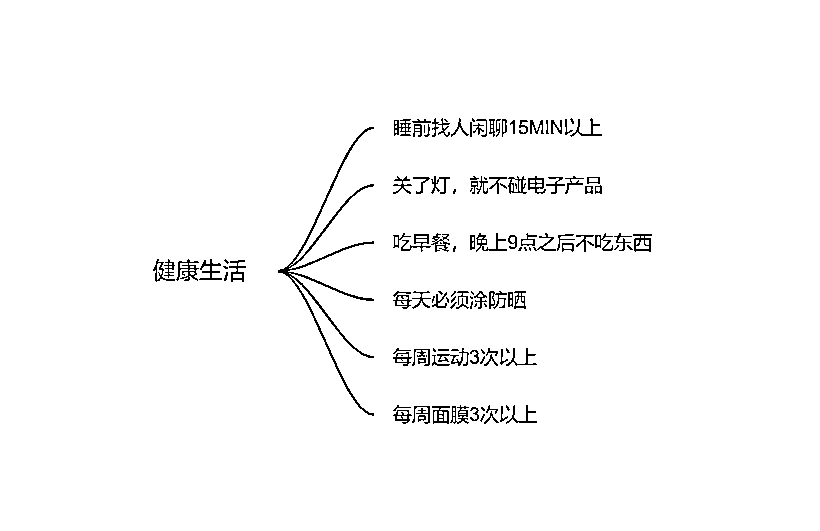 健康生活
睡前找人闲聊15MIN以上
关了灯，就不碰电子产品
吃早餐，晚上9点之后不吃东西
每天必须涂防晒
每周运动3次以上
每周面膜3次以上